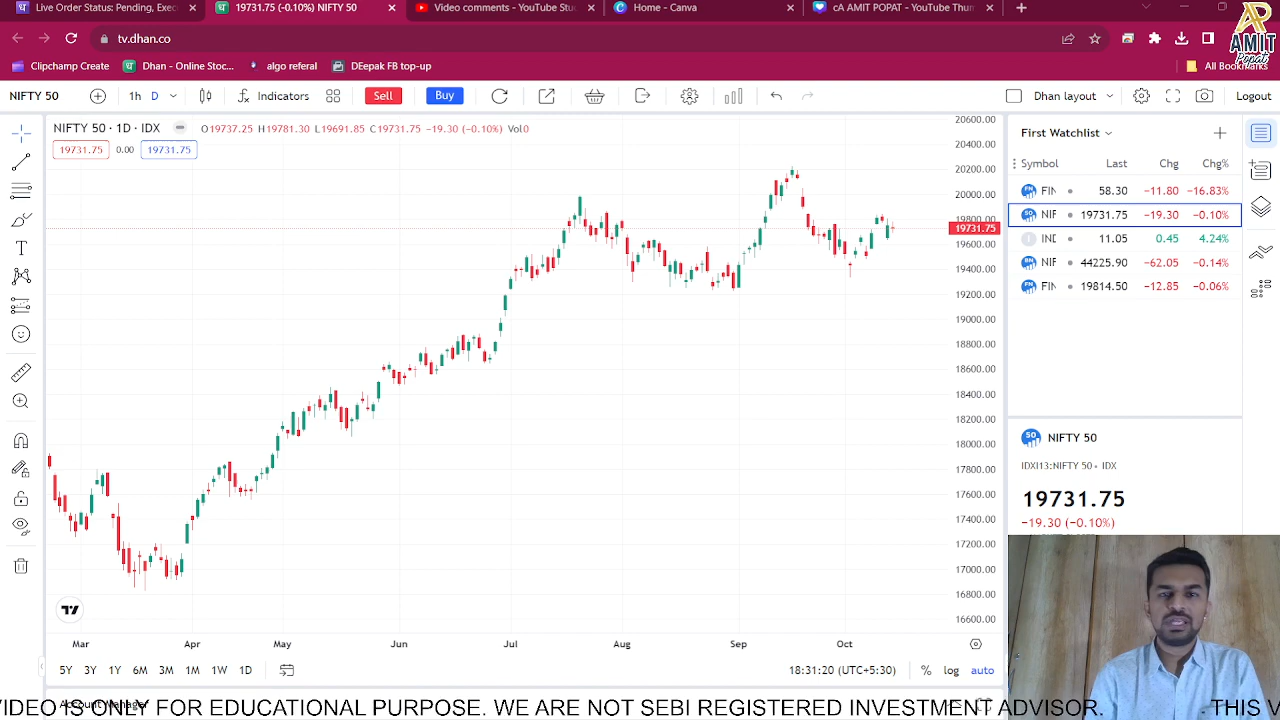 Live Order Status: Pending, Exec
19731.75 (-0.10%) NIFTY 50
Video comments - YouTube Stu
Home - Canva
cA AMIT POPAT - YouTube Thum
tv.dhan.co
AP
AMIT
Popat
Clipchamp Create
Dhan - Online Stoc...
algo referal
DEepak FB top-up
All Bookmarks
NIFTY 50
1h
D
Indicators
Sell
Buy
Dhan Layout
Logout
NIFTY 50 · 1D · IDX
O19737.25 H19781.30 L19691.85 C19731.75 -19.30 (-0.10%) Vol0
19731.75
0.00
19731.75
20600.00
20400.00
20200.00
20000.00
19800.00
19731.75
19600.00
19400.00
19200.00
19000.00
18800.00
18600.00
18400.00
18200.00
18000.00
17800.00
17600.00
17400.00
17200.00
17000.00
16800.00
16600.00
Mar Apr May Jun Jul Aug Sep Oct
5Y 3Y 1Y 6M 3M 1M 1W 1D
18:31:20 (UTC+5:30)
% log auto
First Watchlist
Symbol Last Chg Chg%
FIN 58.30 −11.80 −16.83%
NIF 19731.75 −19.30 −0.10%
IND 11.05 0.45 4.24%
NIF 44225.90 −62.05 −0.14%
FIN 19814.50 −12.85 −0.06%
NIFTY 50
IDXI13:NIFTY 50 • IDX
19731.75
−19.30 (−0.10%)
Account Manager
VIDEO IS ONLY FOR EDUCATIONAL PURPOSE. WE ARE NOT SEBI REGISTERED INVESTMENT ADVISOR. THIS V